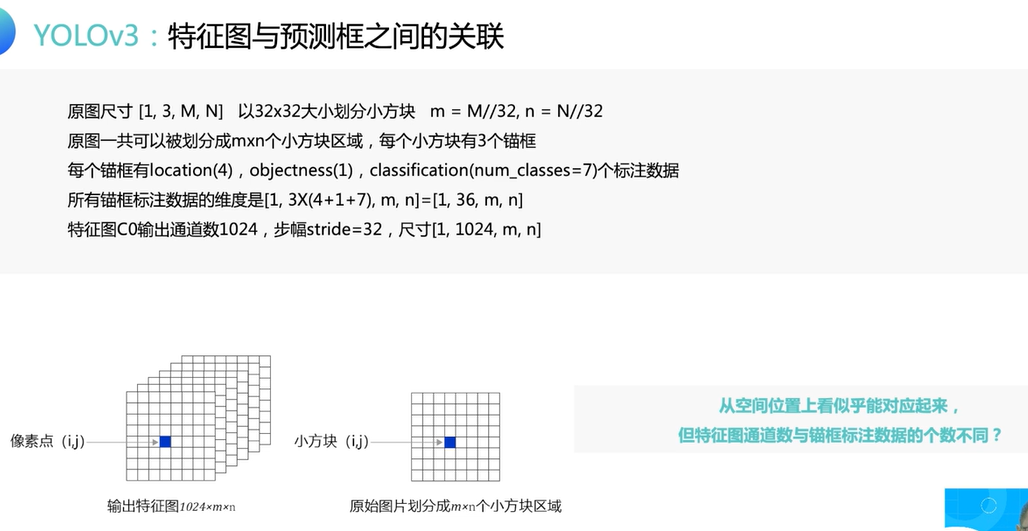 YOLOv3：特征图与预测框之间的关联
原图尺寸 [1, 3, M, N] 以32x32大小划分小方块 m = M//32, n = N//32
原图一共可以被划分成mxn个小方块区域，每个小方块有3个锚框
每个锚框有location(4)，objectness(1)，classification(num_classes=7)个标注数据
所有锚框标注数据的维度是[1, 3X(4+1+7), m, n]=[1, 36, m, n]
特征图C0输出通道数1024，步幅stride=32，尺寸[1, 1024, m, n]
从空间位置上看似乎能对应起来，
但特征图通道数与锚框标注数据的个数不同？
像素点（i,j）
小方块（i,j）
输出特征图1024×m×n
原始图片划分成m×n个小方块区域